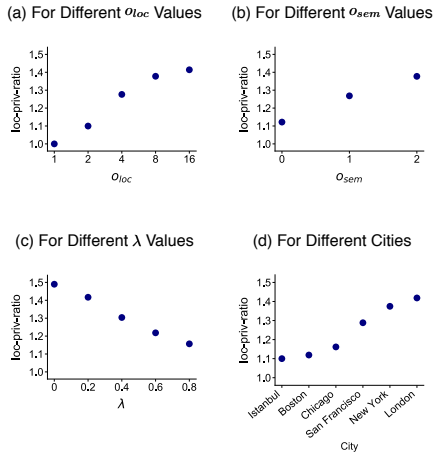 (a) For Different o_loc Values
loc-priv-ratio
1.5
1.4
1.3
1.2
1.1
1.0
1 2 4 8 16
o_loc
(b) For Different o_sem Values
loc-priv-ratio
1.5
1.4
1.3
1.2
1.1
1.0
0 1 2
o_sem
(c) For Different λ Values
loc-priv-ratio
1.5
1.4
1.3
1.2
1.1
1.0
0 0.2 0.4 0.6 0.8
λ
(d) For Different Cities
loc-priv-ratio
1.5
1.4
1.3
1.2
1.1
1.0
Istanbul
Boston
Chicago
San Francisco
New York
London
City